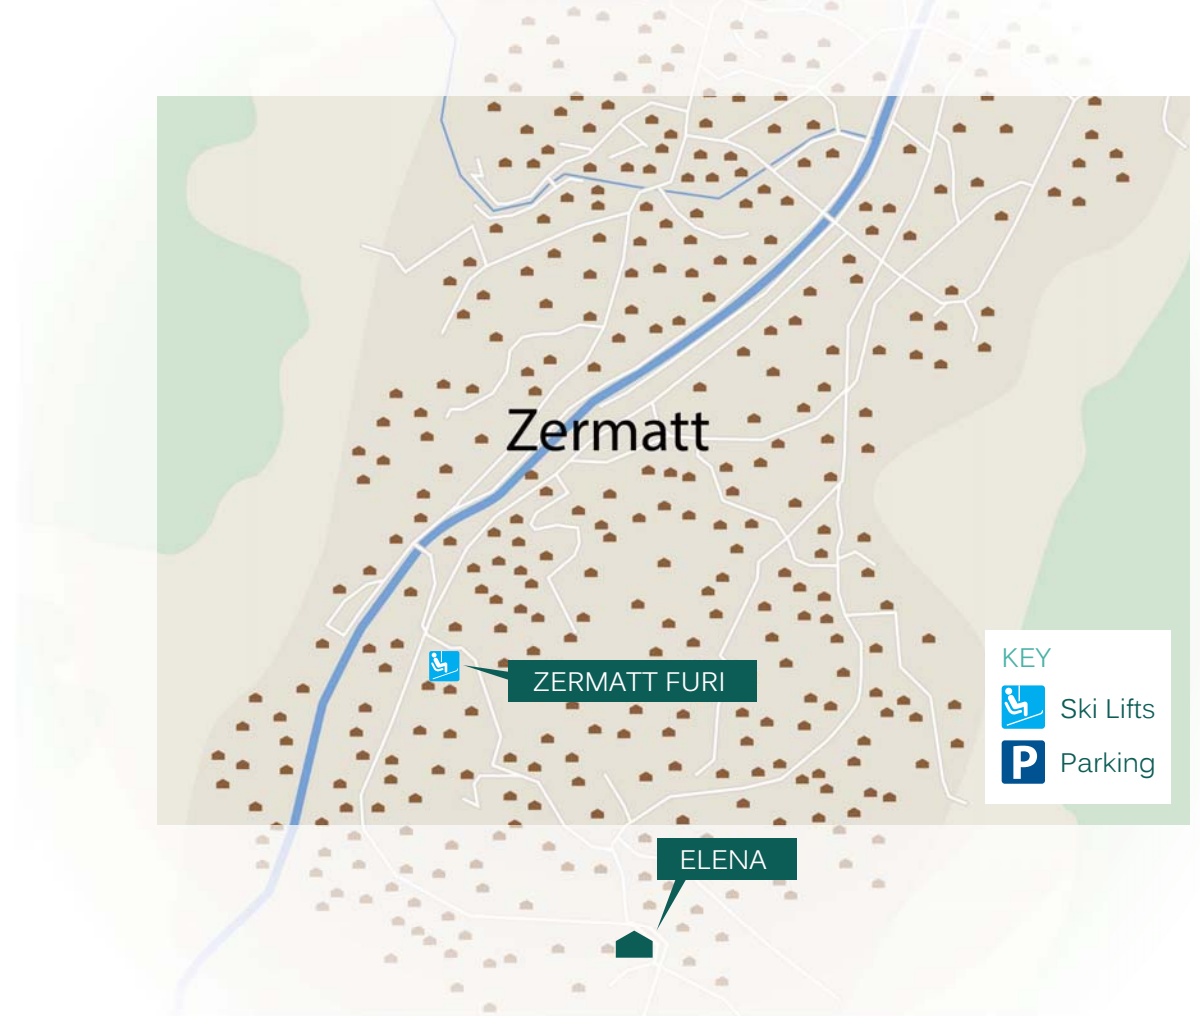 Zermatt
ZERMATT FURI
KEY
Ski Lifts
P Parking
ELENA